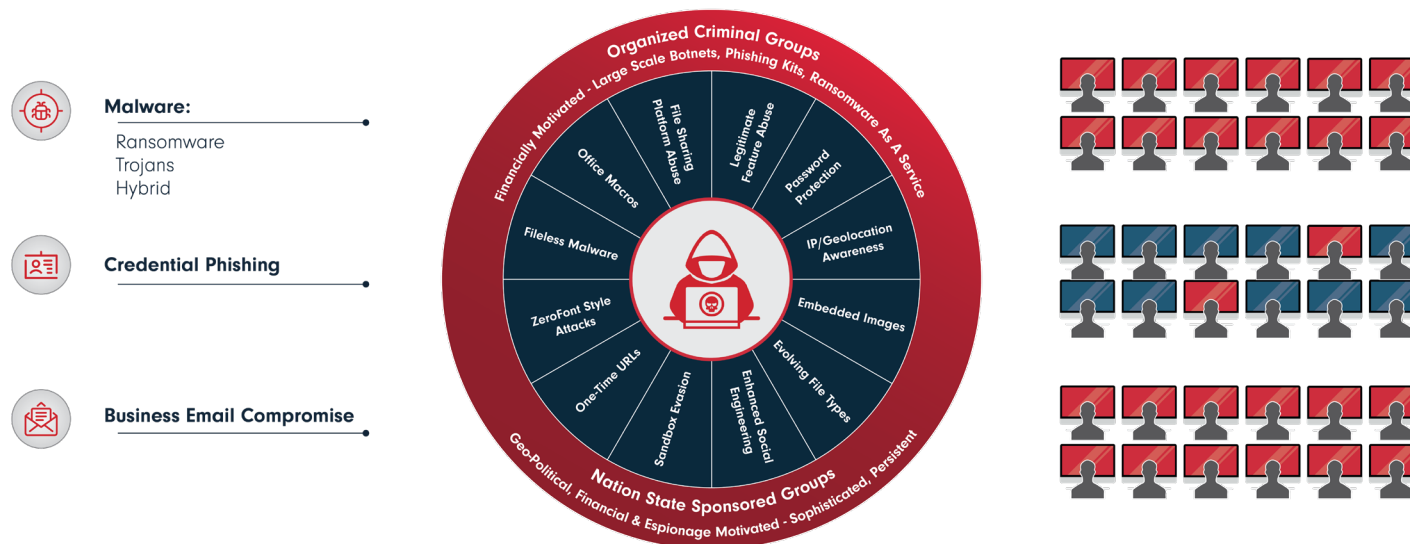 Malware:
Ransomware
Trojans
Hybrid
Credential Phishing
Business Email Compromise
Organized Criminal Groups
Financially Motivated - Large Scale Botnets, Phishing Kits, Ransomware As A Service
File Sharing
Platform Abuse
Legitimate
Feature Abuse
Password
Protection
IP/Geolocation
Awareness
Embedded Images
Evolving File Types
Enhanced Social
Engineering
Sandbox Evasion
One-Time URLs
ZeroFont Style
Attacks
Fileless Malware
Office Macros
Nation State Sponsored Groups
Geo-Political, Financial & Espionage Motivated - Sophisticated, Persistent